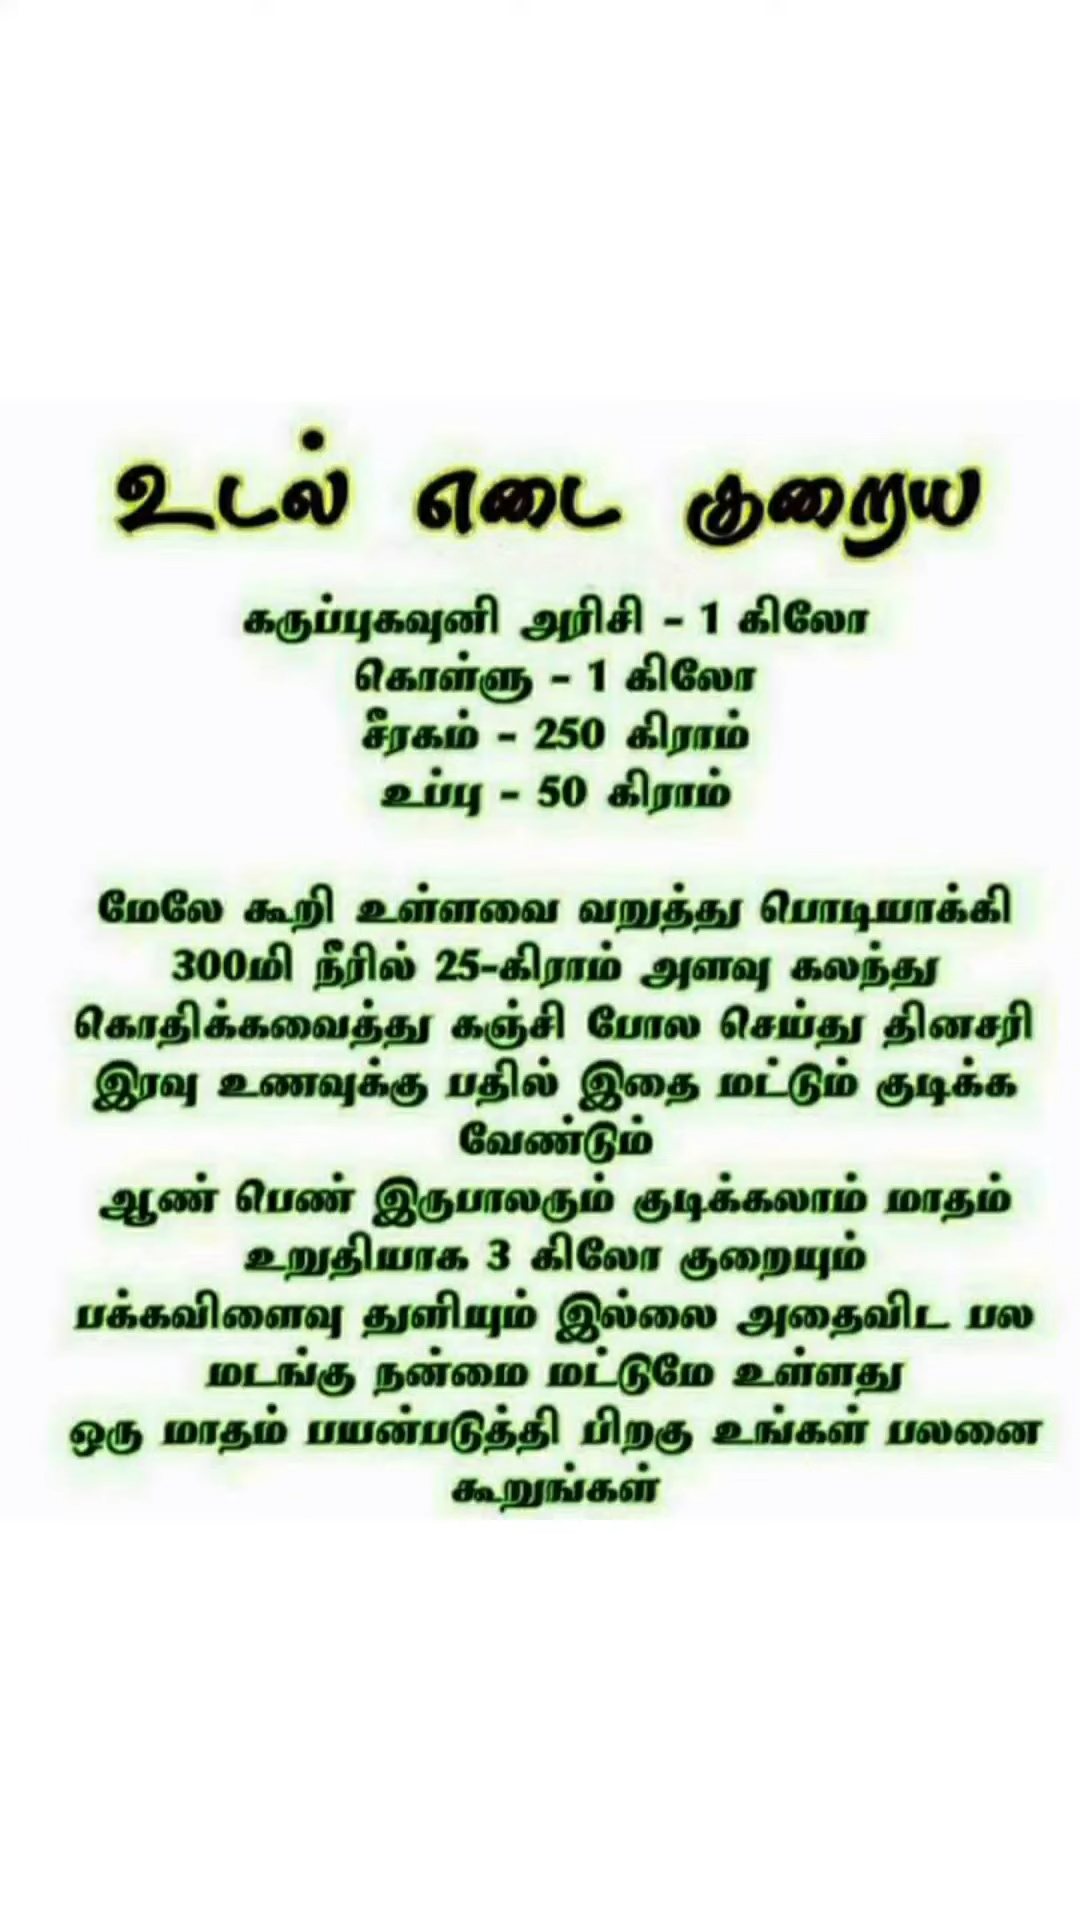 உடல் எடை குறைய
கருப்புகவுனி அரிசி - 1 கிலோ
கொள்ளு - 1 கிலோ
சீரகம் - 250 கிராம்
உப்பு - 50 கிராம்
மேலே கூறி உள்ளவை வறுத்து பொடியாக்கி
300மி நீரில் 25-கிராம் அளவு கலந்து
கொதிக்கவைத்து கஞ்சி போல செய்து தினசரி
இரவு உணவுக்கு பதில் இதை மட்டும் குடிக்க
வேண்டும்
ஆண் பெண் இருபாலரும் குடிக்கலாம் மாதம்
உறுதியாக 3 கிலோ குறையும்
பக்கவிளைவு துளியும் இல்லை அதைவிட பல
மடங்கு நன்மை மட்டுமே உள்ளது
ஒரு மாதம் பயன்படுத்தி பிறகு உங்கள் பலனை
கூறுங்கள்